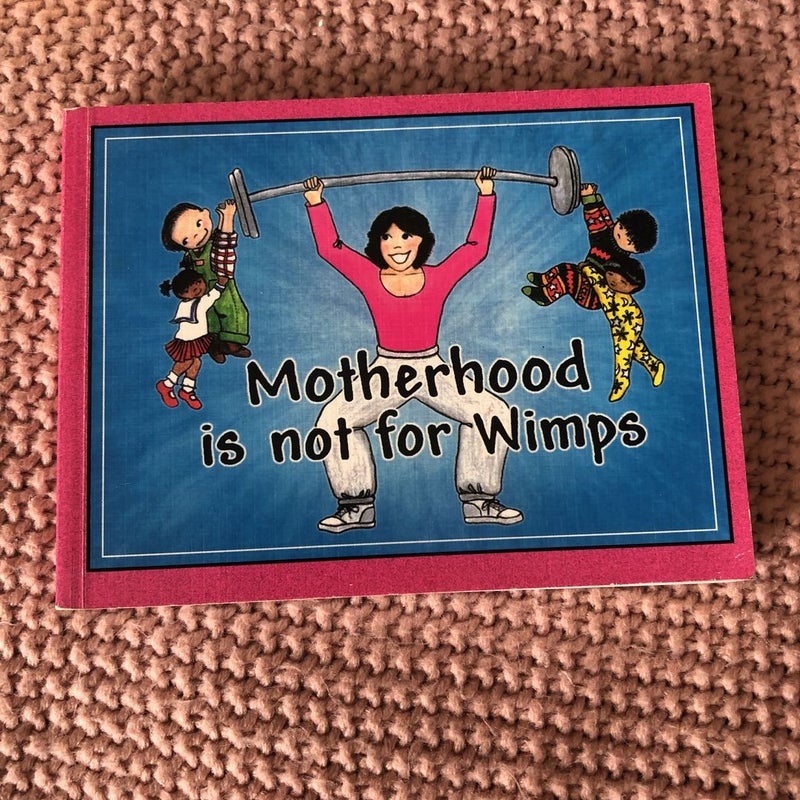 Motherhood
is not for Wimps